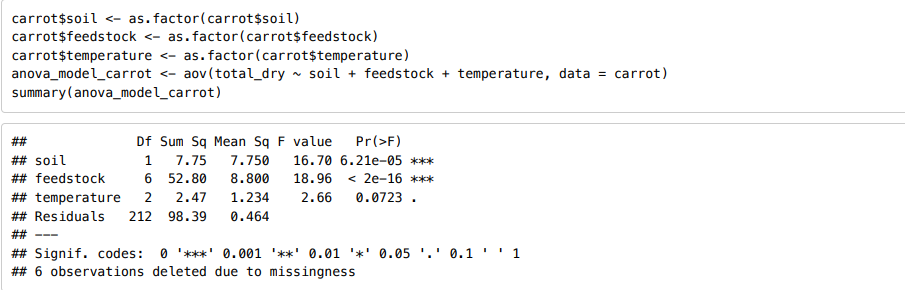 carrot$soil <- as.factor(carrot$soil)
carrot$feedstock <- as.factor(carrot$feedstock)
carrot$temperature <- as.factor(carrot$temperature)
anova_model_carrot <- aov(total_dry ~ soil + feedstock + temperature, data = carrot)
summary(anova_model_carrot)
##              Df Sum Sq Mean Sq F value   Pr(>F)
## soil          1   7.75   7.750   16.70 6.21e-05 ***
## feedstock     6  52.80   8.800   18.96  < 2e-16 ***
## temperature   2   2.47   1.234    2.66   0.0723 .
## Residuals   212  98.39   0.464
## ---
## Signif. codes:  0 '***' 0.001 '**' 0.01 '*' 0.05 '.' 0.1 ' ' 1
## 6 observations deleted due to missingness